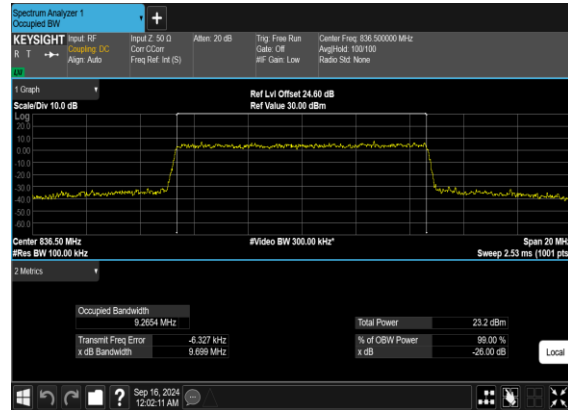 Spectrum Analyzer 1
Occupied BW
+
KEYSIGHT Input: RF Input Z: 50 Ω Atten: 20 dB Trig: Free Run Center Freq: 836.500000 MHz
R T Coupling: DC Corr CCorr Gate: Off Avg|Hold: 100/100
Align: Auto Freq Ref: Int (S) #IF Gain: Low Radio Std: None
LW
1 Graph
Ref Lvl Offset 24.60 dB
Scale/Div 10.0 dB Ref Value 30.00 dBm
Log
20.0
10.0
0.00
-10.0
-20.0
-30.0
-40.0
-50.0
-60.0
Center 836.50 MHz #Video BW 300.00 kHz* Span 20 MHz
#Res BW 100.00 kHz Sweep 2.53 ms (1001 pts
2 Metrics
Occupied Bandwidth
9.2654 MHz
Total Power 23.2 dBm
Transmit Freq Error -6.327 kHz % of OBW Power 99.00 %
x dB Bandwidth 9.699 MHz x dB -26.00 dB
Local
?
Sep 16, 2024
12:02:11 AM